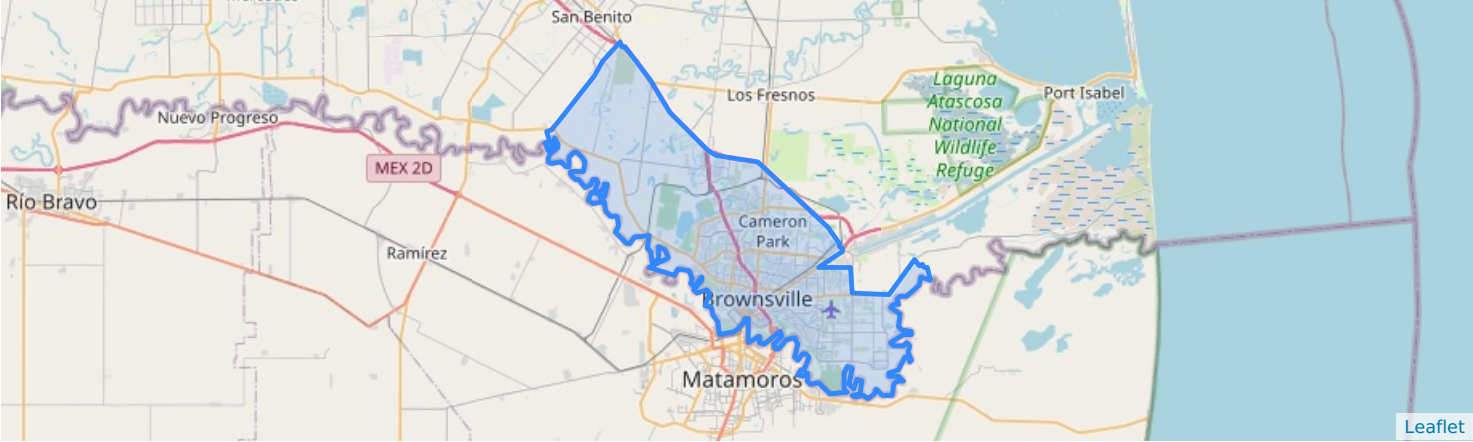 San Benito
Los Fresnos
Laguna
Atascosa
National
Wildlife
Refuge
Port Isabel
Nuevo Progreso
MEX 2D
Río Bravo
Ramírez
Cameron
Park
Brownsville
Matamoros
Leaflet